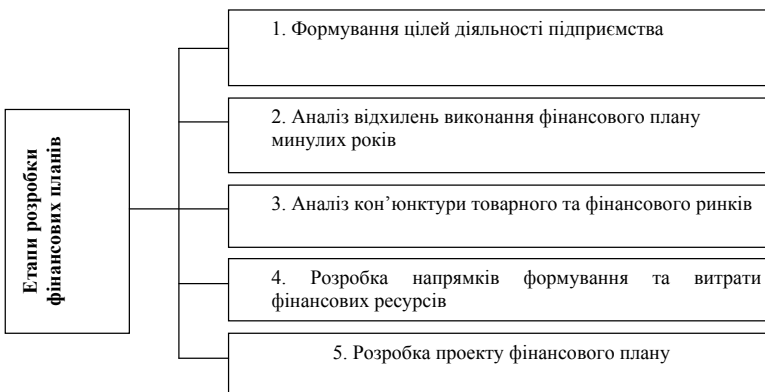 Етапи розробки
фінансових планів
1. Формування цілей діяльності підприємства
2. Аналіз відхилень виконання фінансового плану
минулих років
3. Аналіз кон’юнктури товарного та фінансового ринків
4. Розробка напрямків формування та витрати
фінансових ресурсів
5. Розробка проекту фінансового плану